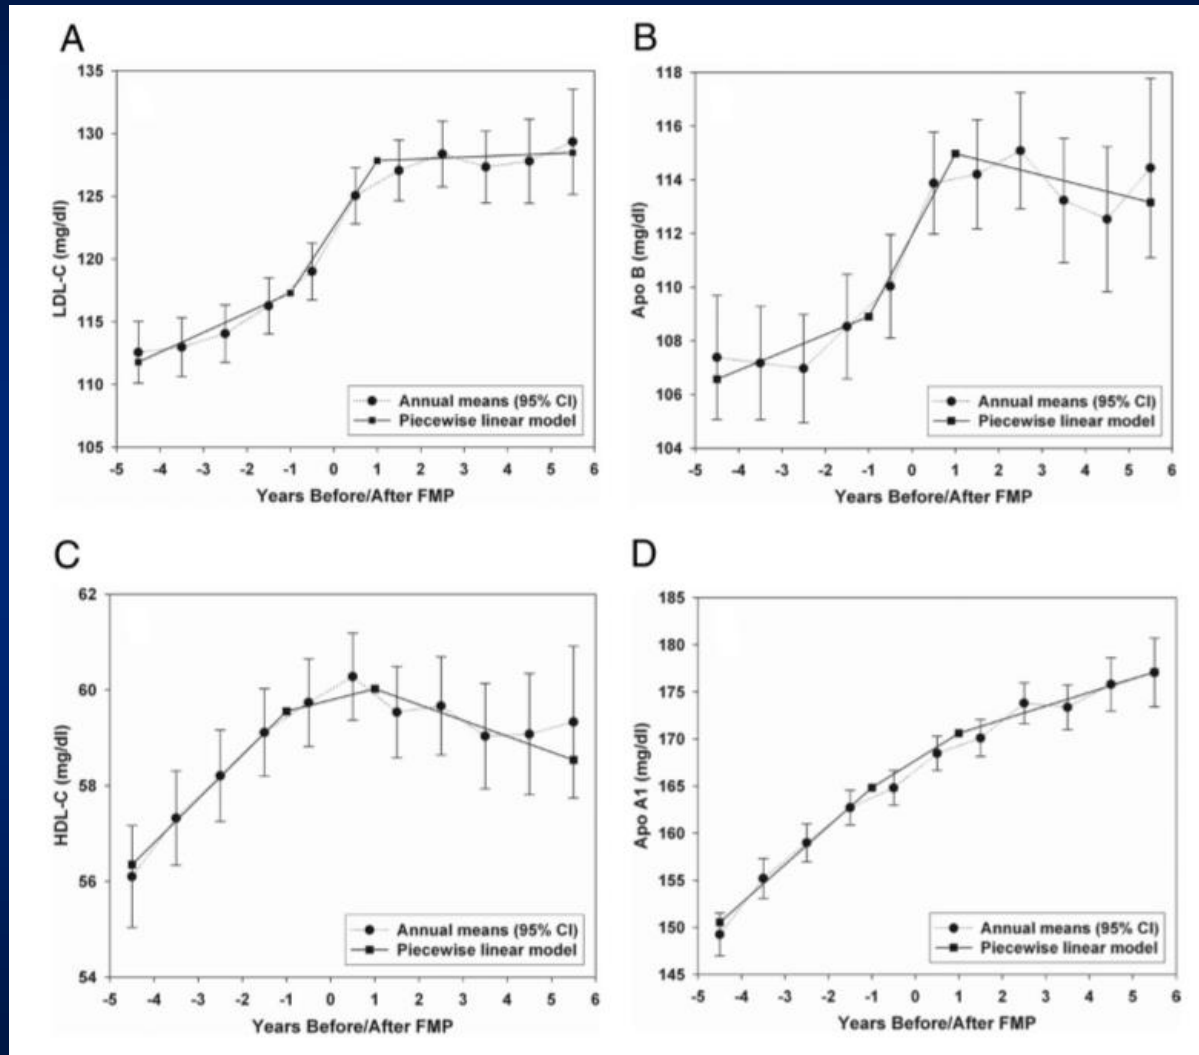 A
LDL-C (mg/dl)
135
130
125
120
115
110
105
Annual means (95% CI)
Piecewise linear model
-5 -4 -3 -2 -1 0 1 2 3 4 5 6
Years Before/After FMP
B
Apo B (mg/dl)
118
116
114
112
110
108
106
104
Annual means (95% CI)
Piecewise linear model
-5 -4 -3 -2 -1 0 1 2 3 4 5 6
Years Before/After FMP
C
HDL-C (mg/dl)
62
60
58
56
54
Annual means (95% CI)
Piecewise linear model
-5 -4 -3 -2 -1 0 1 2 3 4 5 6
Years Before/After FMP
D
Apo A1 (mg/dl)
185
180
175
170
165
160
155
150
145
Annual means (95% CI)
Piecewise linear model
-5 -4 -3 -2 -1 0 1 2 3 4 5 6
Years Before/After FMP